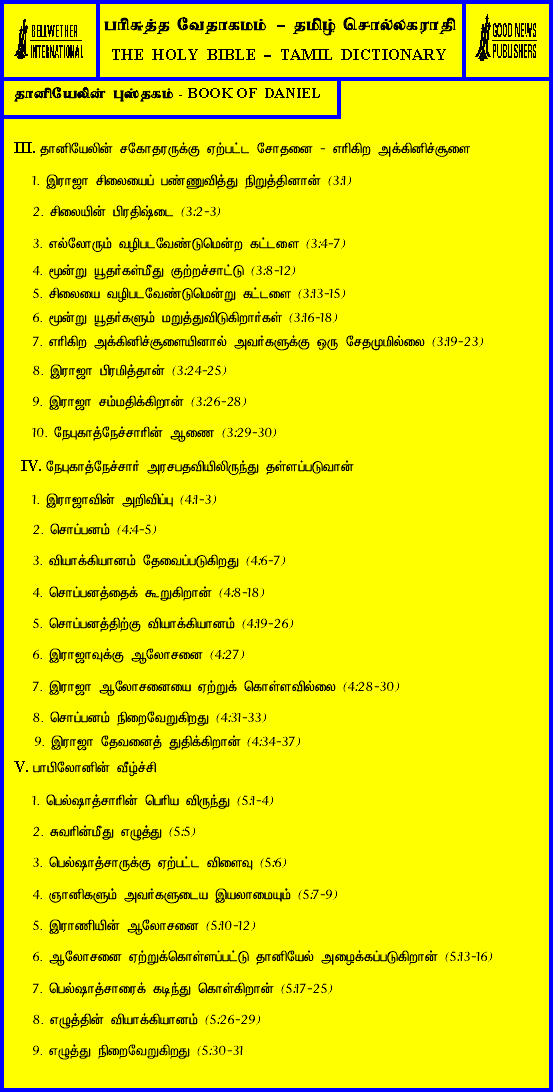 BELLWETHER
INTERNATIONAL
பரிசுத்த வேதாகமம் – தமிழ் சொல்லகராதி
THE HOLY BIBLE – TAMIL DICTIONARY
GOOD NEWS
PUBLISHERS
தானியேலின் புஸ்தகம் - BOOK OF DANIEL
III. தானியேலின் சகோதரருக்கு ஏற்பட்ட சோதனை - எரிகிற அக்கினிச்சூளை
1. இராஜா சிலையைப் பண்ணுவித்து நிறுத்தினான் (3:1)
2. சிலையின் பிரதிஷ்டை (3:2-3)
3. எல்லோரும் வழிபடவேண்டுமென்ற கட்டளை (3:4-7)
4. மூன்று யூதர்கள்மீது குற்றச்சாட்டு (3:8-12)
5. சிலையை வழிபடவேண்டுமென்று கட்டளை (3:13-15)
6. மூன்று யூதர்களும் மறுத்துவிடுகிறார்கள் (3:16-18)
7. எரிகிற அக்கினிச்சூளையினால் அவர்களுக்கு ஒரு சேதமுமில்லை (3:19-23)
8. இராஜா பிரமித்தான் (3:24-25)
9. இராஜா சம்மதிக்கிறான் (3:26-28)
10. நேபுகாத்நேச்சாரின் ஆணை (3:29-30)
IV. நேபுகாத்நேச்சார் அரசபதவியிலிருந்து தள்ளப்படுவான்
1. இராஜாவின் அறிவிப்பு (4:1-3)
2. சொப்பனம் (4:4-5)
3. வியாக்கியானம் தேவைப்படுகிறது (4:6-7)
4. சொப்பனத்தைக் கூறுகிறான் (4:8-18)
5. சொப்பனத்திற்கு வியாக்கியானம் (4:19-26)
6. இராஜாவுக்கு ஆலோசனை (4:27)
7. இராஜா ஆலோசனையை ஏற்றுக் கொள்ளவில்லை (4:28-30)
8. சொப்பனம் நிறைவேறுகிறது (4:31-33)
9. இராஜா தேவனைத் துதிக்கிறான் (4:34-37)
V. பாபிலோனின் வீழ்ச்சி
1. பெல்ஷாத்சாரின் பெரிய விருந்து (5:1-4)
2. சுவரின்மீது எழுத்து (5:5)
3. பெல்ஷாத்சாருக்கு ஏற்பட்ட விளைவு (5:6)
4. ஞானிகளும் அவர்களுடைய இயலாமையும் (5:7-9)
5. இராணியின் ஆலோசனை (5:10-12)
6. ஆலோசனை ஏற்றுக்கொள்ளப்பட்டு தானியேல் அழைக்கப்படுகிறான் (5:13-16)
7. பெல்ஷாத்சாரைக் கடிந்து கொள்கிறான் (5:17-25)
8. எழுத்தின் வியாக்கியானம் (5:26-29)
9. எழுத்து நிறைவேறுகிறது (5:30-31